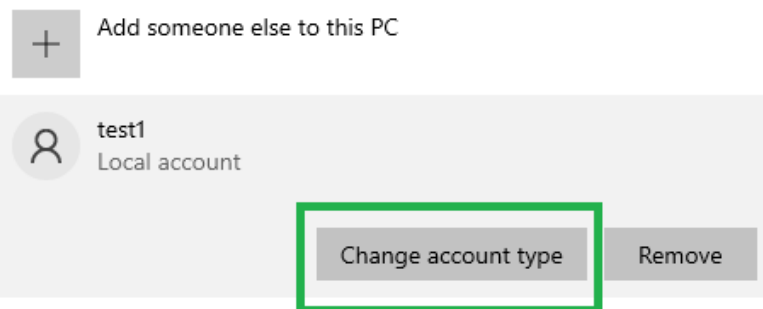 Add someone else to this PC
test1
Local account
Change account type Remove